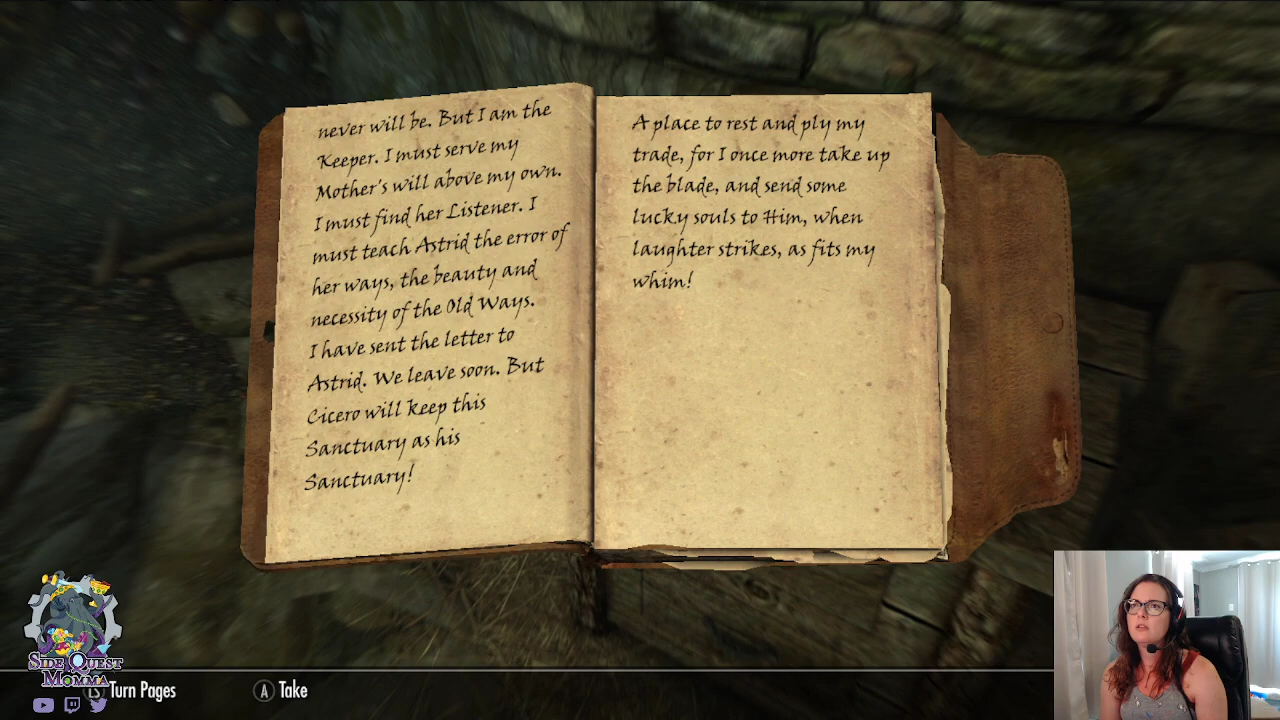 never will be. But I am the
Keeper. I must serve my
Mother's will above my own.
I must find her Listener. I
must teach Astrid the error of
her ways, the beauty and
necessity of the Old Ways.
I have sent the letter to
Astrid. We leave soon. But
Cicero will keep this
Sanctuary as his
Sanctuary!
A place to rest and ply my
trade, for I once more take up
the blade, and send some
lucky souls to Him, when
laughter strikes, as fits my
whim!
SIDE QUEST
MOMMA
LS Turn Pages
A Take